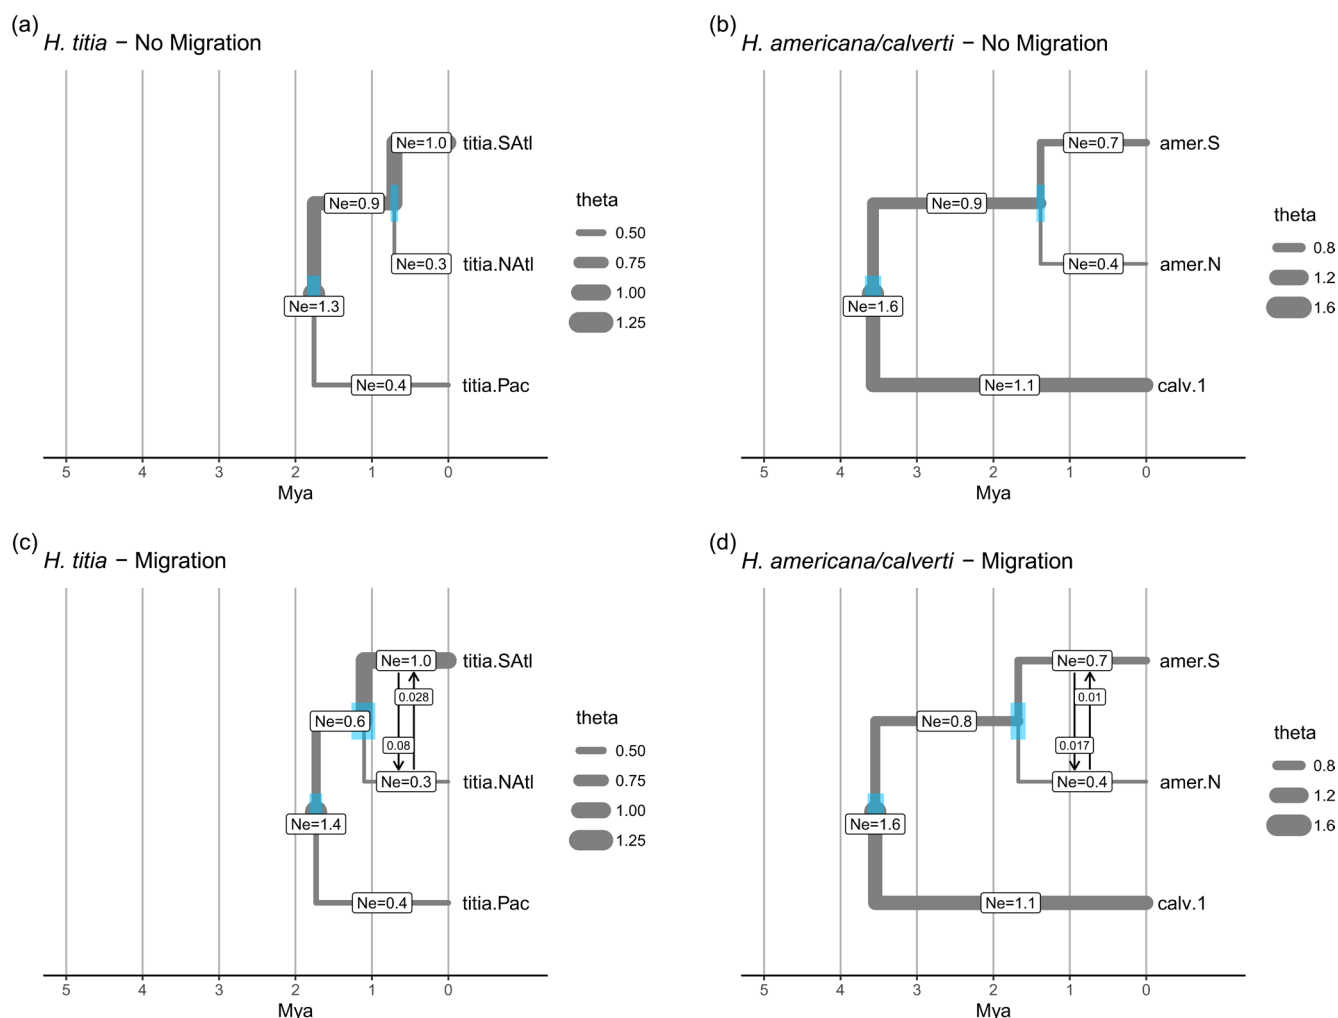 (a)
H. titia − No Migration
Ne=1.0
titia.SAtl
Ne=0.9
Ne=0.3
titia.NAtl
Ne=1.3
Ne=0.4
titia.Pac
5 4 3 2 1 0
Mya
theta
0.50
0.75
1.00
1.25
(b)
H. americana/calverti − No Migration
Ne=0.7
amer.S
Ne=0.9
Ne=0.4
amer.N
Ne=1.6
Ne=1.1
calv.1
5 4 3 2 1 0
Mya
theta
0.8
1.2
1.6
(c)
H. titia − Migration
Ne=1.0
titia.SAtl
0.028
Ne=0.6
0.08
Ne=0.3
titia.NAtl
Ne=1.4
Ne=0.4
titia.Pac
5 4 3 2 1 0
Mya
theta
0.50
0.75
1.00
1.25
(d)
H. americana/calverti − Migration
Ne=0.7
amer.S
0.01
Ne=0.8
0.017
Ne=0.4
amer.N
Ne=1.6
Ne=1.1
calv.1
5 4 3 2 1 0
Mya
theta
0.8
1.2
1.6